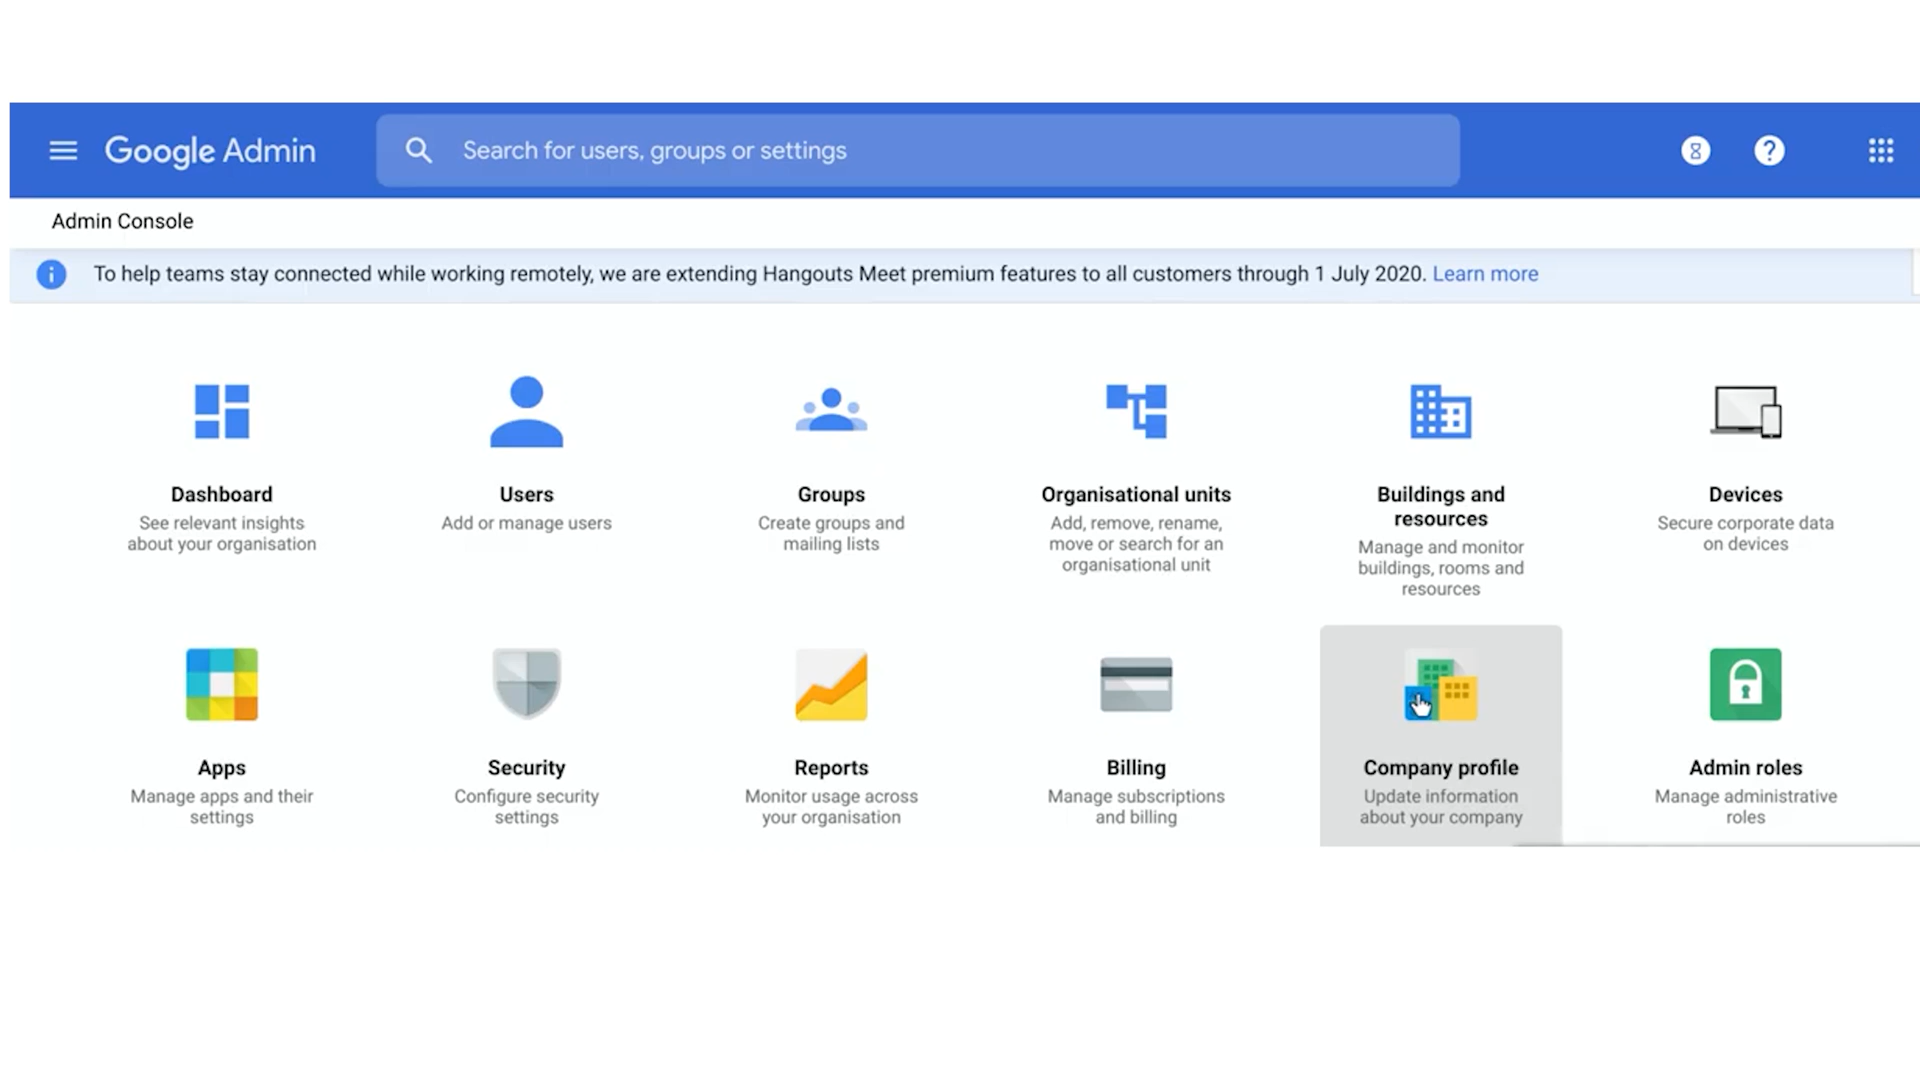 Google Admin
Search for users, groups or settings
Admin Console
To help teams stay connected while working remotely, we are extending Hangouts Meet premium features to all customers through 1 July 2020. Learn more
Dashboard
See relevant insights
about your organisation
Users
Add or manage users
Groups
Create groups and
mailing lists
Organisational units
Add, remove, rename,
move or search for an
organisational unit
Buildings and
resources
Manage and monitor
buildings, rooms and
resources
Devices
Secure corporate data
on devices
Apps
Manage apps and their
settings
Security
Configure security
settings
Reports
Monitor usage across
your organisation
Billing
Manage subscriptions
and billing
Company profile
Update information
about your company
Admin roles
Manage administrative
roles